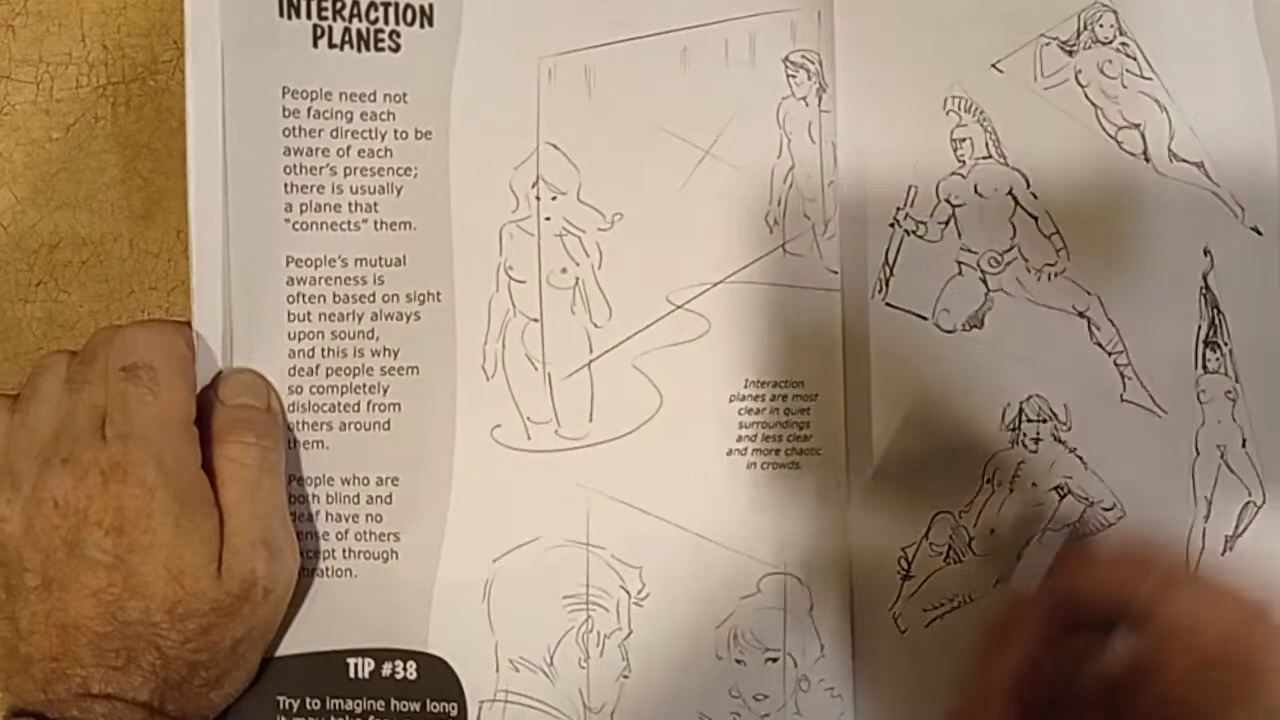 INTERACTION
PLANES
People need not
be facing each
other directly to be
aware of each
other's presence;
there is usually
a plane that
"connects" them.
People's mutual
awareness is
often based on sight
but nearly always
upon sound,
and this is why
deaf people seem
so completely
dislocated from
others around
them.
People who are
both blind and
deaf have no
sense of others
except through
vibration.
Interaction
planes are most
clear in quiet
surroundings
and less clear
and more chaotic
in crowds.
TIP #38
Try to imagine how long
it may take